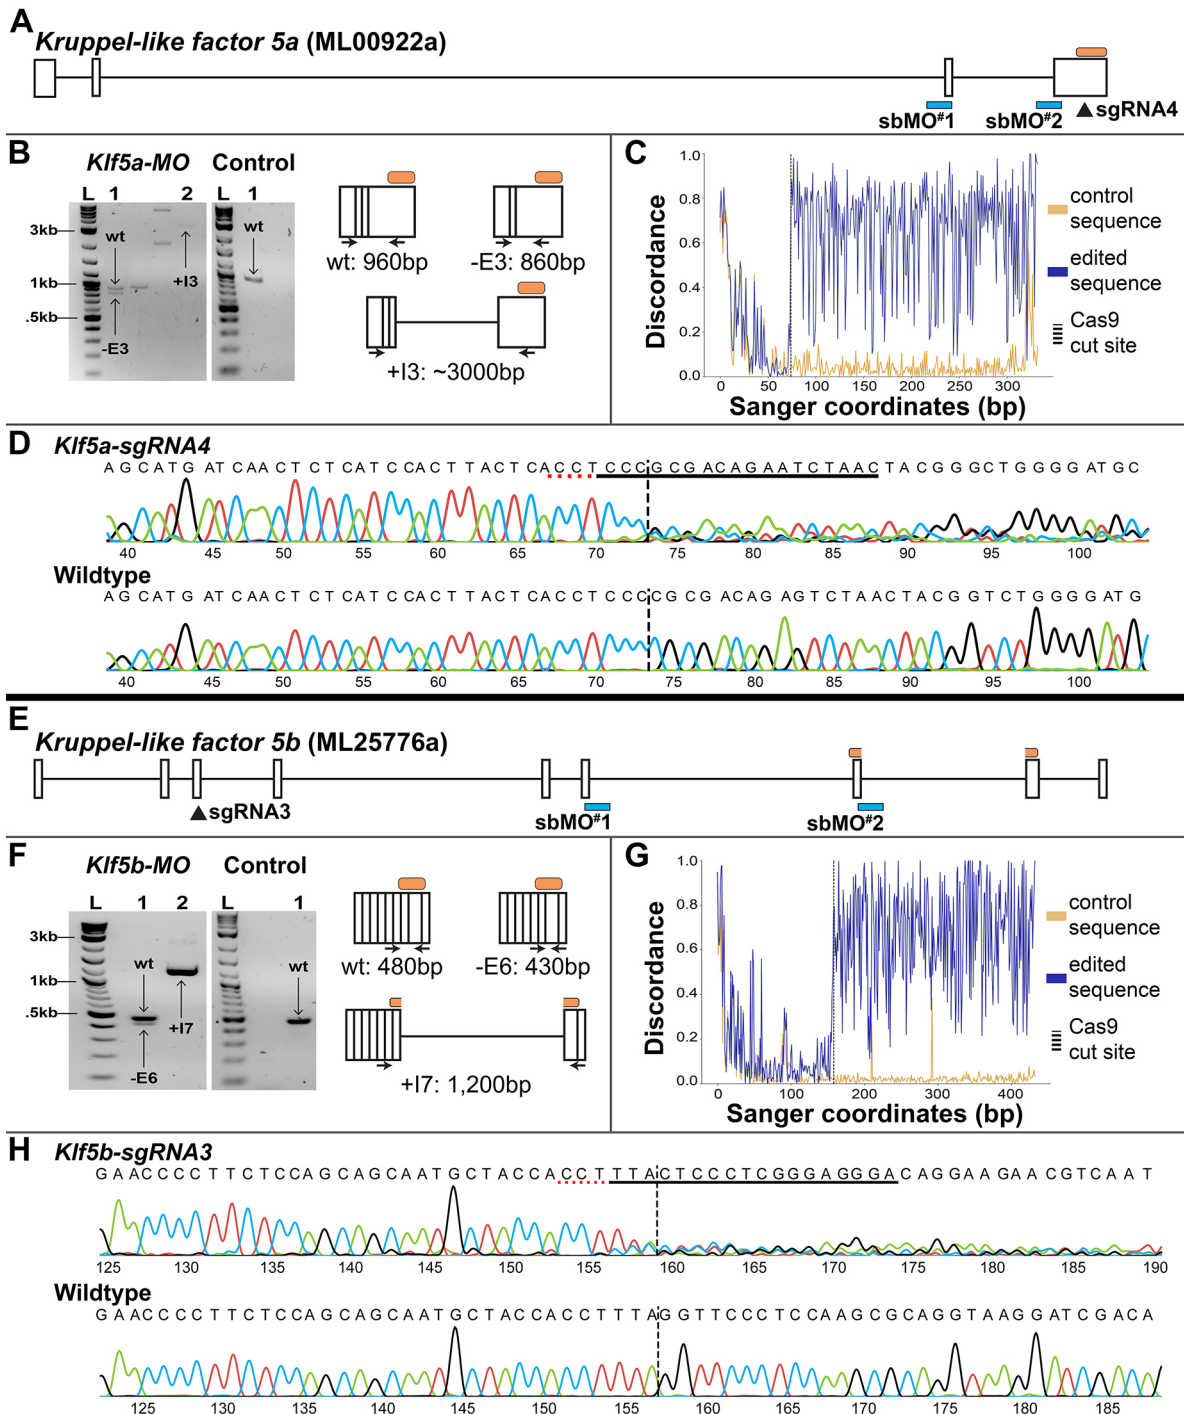 A
Kruppel-like factor 5a (ML00922a)
sbMO#1
sbMO#2
sgRNA4
B
Klf5a-MO
Control
L 1 2
L 1
3kb
1kb
.5kb
wt
+I3
-E3
wt
wt: 960bp
-E3: 860bp
+I3: ~3000bp
C
Discordance
1.0
0.8
0.6
0.4
0.2
0.0
0 50 100 150 200 250 300
Sanger coordinates (bp)
control sequence
edited sequence
Cas9 cut site
D
Klf5a-sgRNA4
AGCATGATCAACTCTCATCCACTTACTCACCTCCCGCGACAGAATCTAACTACGGGCTGGGGATGC
40 45 50 55 60 65 70 75 80 85 90 95 100
Wildtype
AGCATGATCAACTCTCATCCACTTACTCACCTCCCCGCGACAGAGTCTAACTACGGTCTGGGGATG
40 45 50 55 60 65 70 75 80 85 90 95 100
E
Kruppel-like factor 5b (ML25776a)
sgRNA3
sbMO#1
sbMO#2
F
Klf5b-MO
Control
L 1 2
L 1
3kb
1kb
.5kb
wt
+I7
-E6
wt
wt: 480bp
-E6: 430bp
+I7: 1,200bp
G
Discordance
1.0
0.8
0.6
0.4
0.2
0.0
0 100 200 300 400
Sanger coordinates (bp)
control sequence
edited sequence
Cas9 cut site
H
Klf5b-sgRNA3
GAACCCCTTCTCCAGCAGCAATGCTACCACCTTTACTCCCTCGGGAGGGACAGGAAGAACGTCAAT
125 130 135 140 145 150 155 160 165 170 175 180 185 190
Wildtype
GAACCCCTTCTCCAGCAGCAATGCTACCACCTTTAGGTTCCCTCCAAGCGCAGGTAAGGATCGACA
125 130 135 140 145 150 155 160 165 170 175 180 185